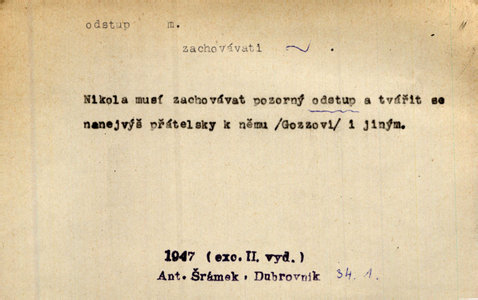 odstup m.
zachovávati ~.
Nikola musí zachovávat pozorný odstup a tvářit se
nanejvýš přátelsky k němu /Gozzovi/ i jiným.
1947 (exc. II. vyd.)
Ant. Šrámek . Dubrovník 34. 1.